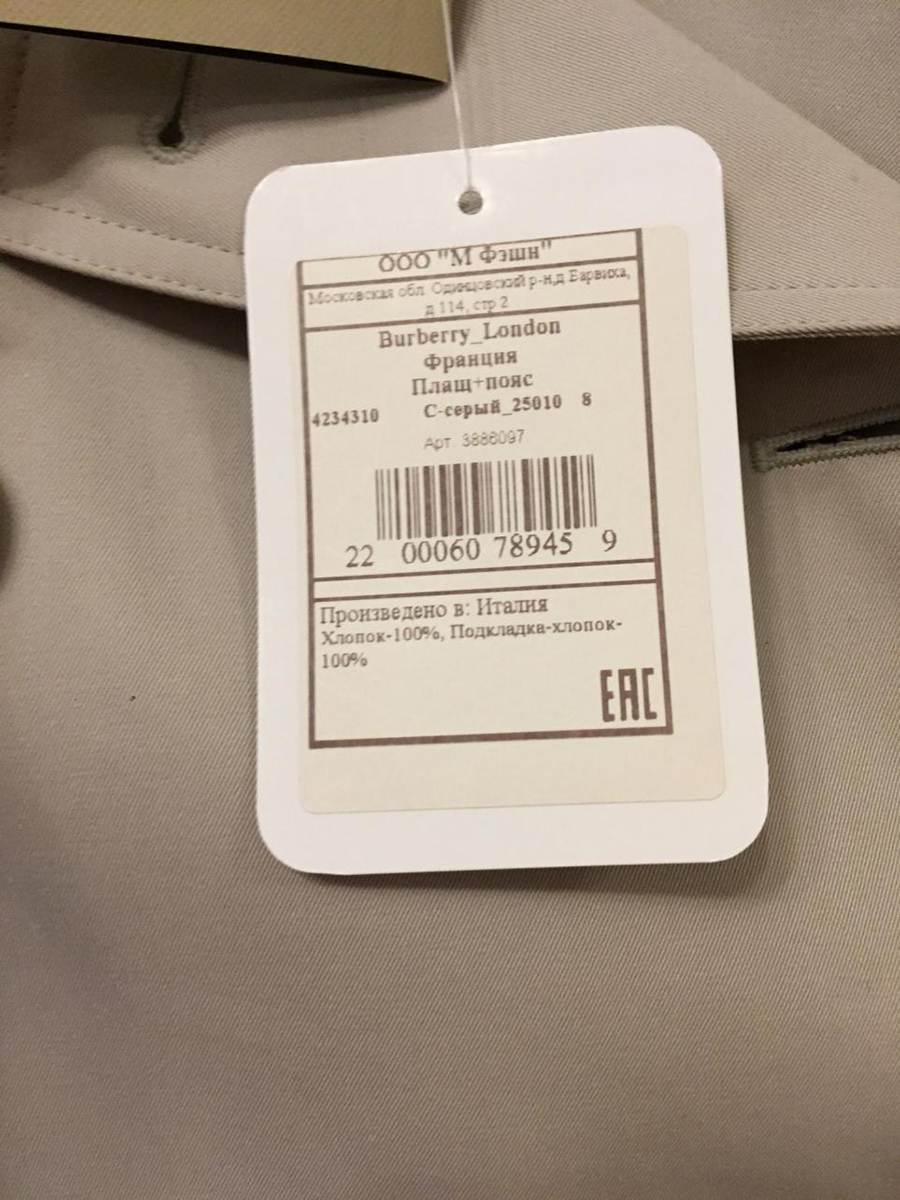 ООО "М Фэшн"
Московская обл. Одинцовский р-н,д Барвиха,
д 114, стр 2
Burberry_London
Франция
Плащ+пояс
4234310 С-серый_25010 8
Арт. 3888097
22 00060 78945 9
Произведено в: Италия
Хлопок-100%, Подкладка-хлопок-
100%
EAC